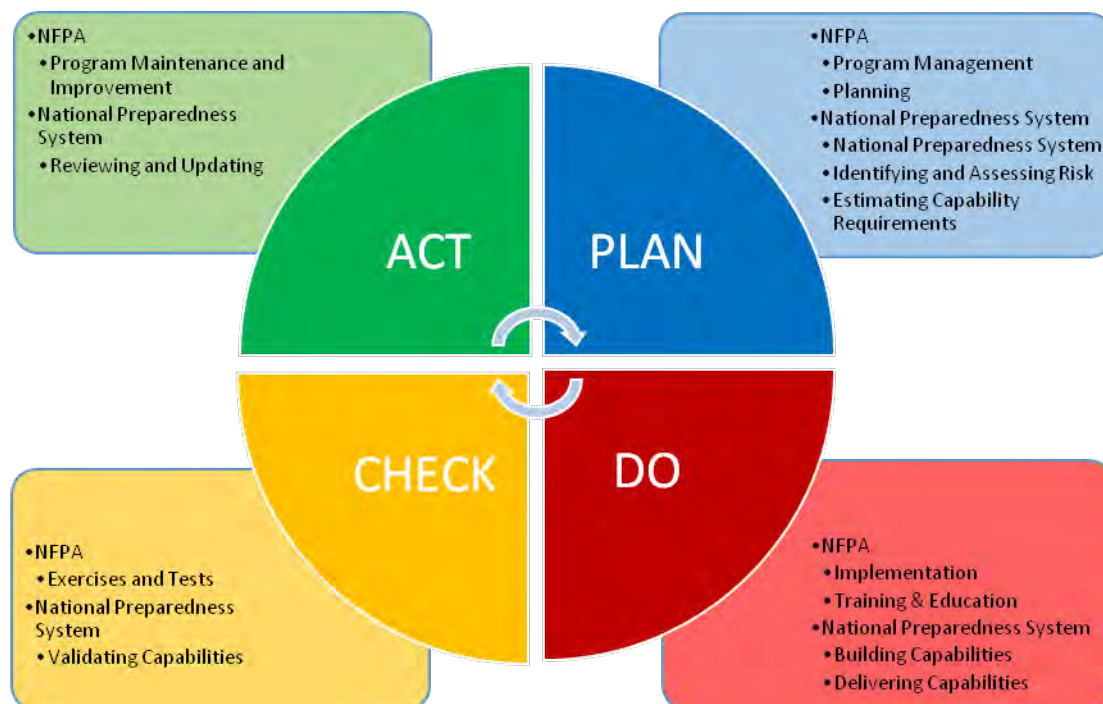 •NFPA
•Program Maintenance and
Improvement
•National Preparedness
System
•Reviewing and Updating
•NFPA
•Program Management
•Planning
•National Preparedness System
•National Preparedness System
•Identifying and Assessing Risk
•Estimating Capability
Requirements
ACT
PLAN
CHECK
DO
•NFPA
•Exercises and Tests
•National Preparedness
System
•Validating Capabilities
•NFPA
•Implementation
•Training & Education
•National Preparedness System
•Building Capabilities
•Delivering Capabilities